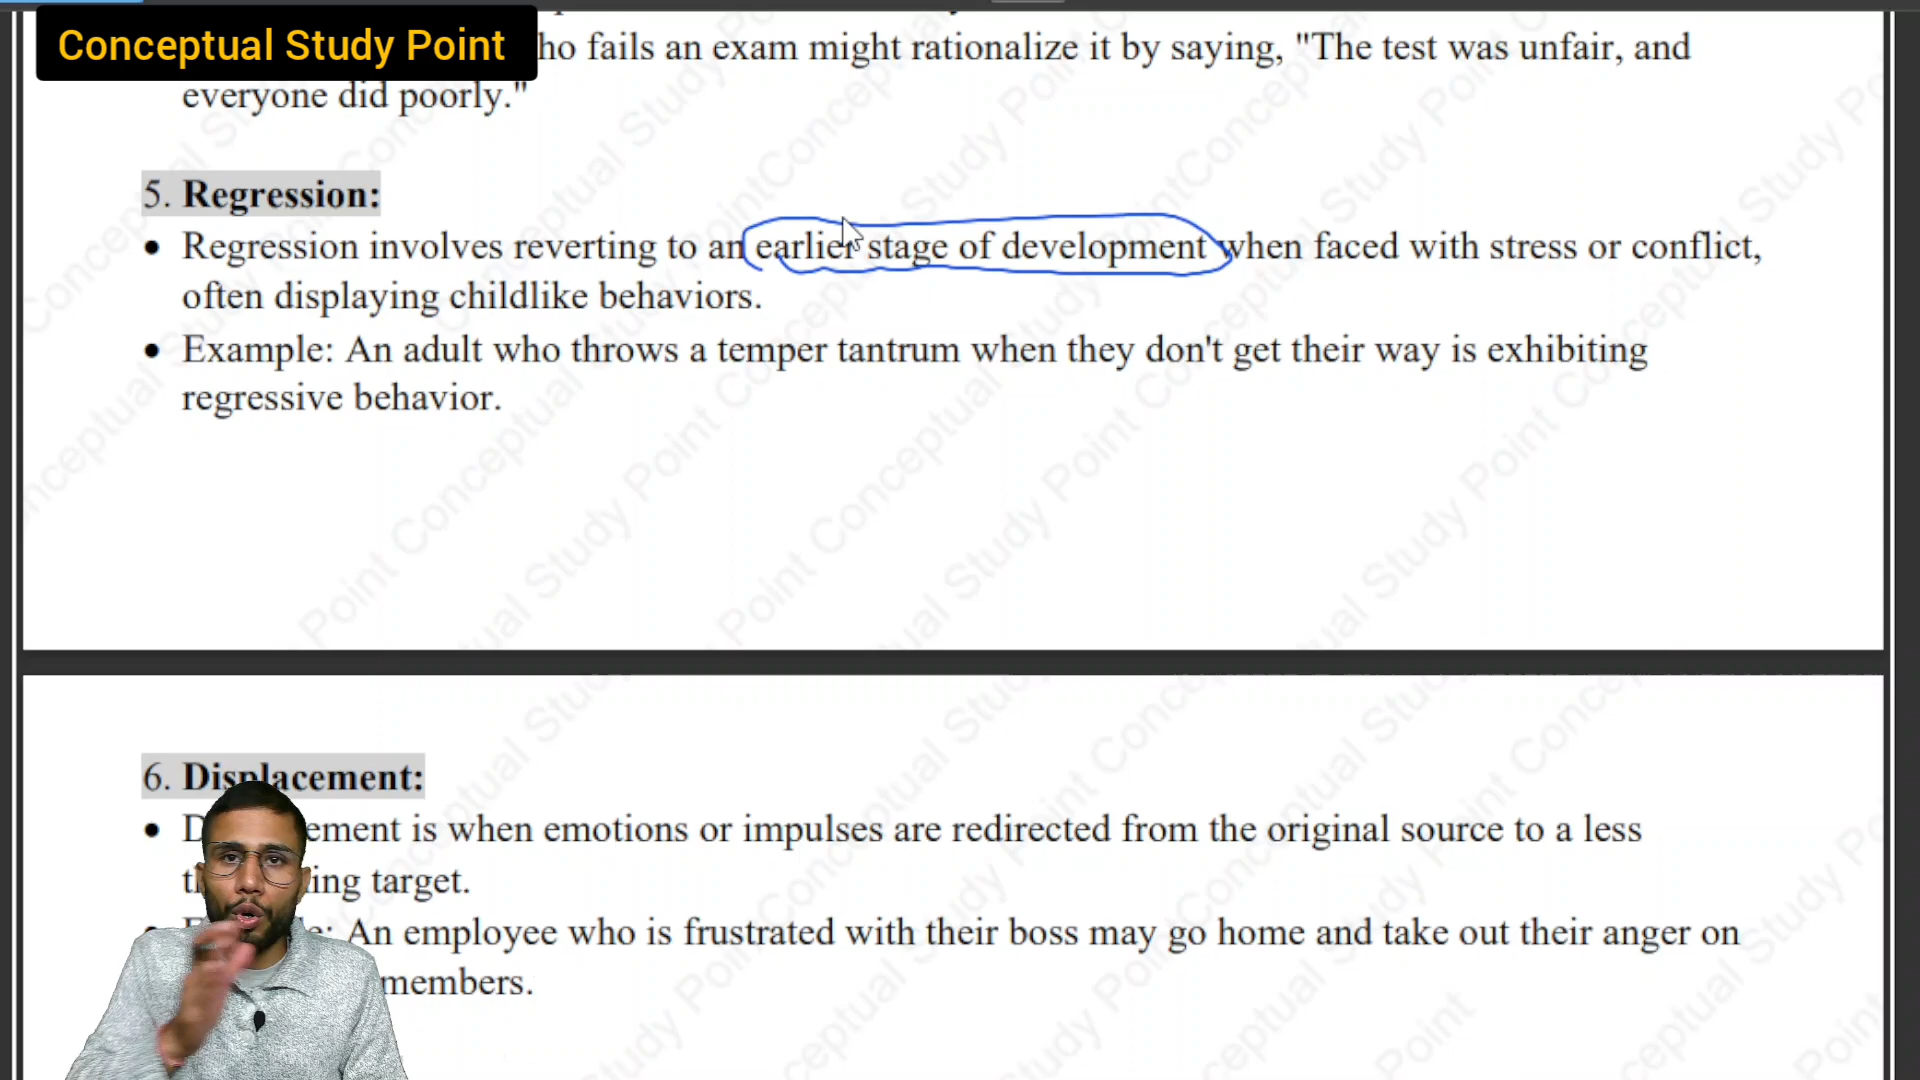 Conceptual Study Point
ho fails an exam might rationalize it by saying, "The test was unfair, and
everyone did poorly."
5. Regression:
• Regression involves reverting to an earlier stage of development when faced with stress or conflict,
often displaying childlike behaviors.
• Example: An adult who throws a temper tantrum when they don't get their way is exhibiting
regressive behavior.
6. Displacement:
• D ement is when emotions or impulses are redirected from the original source to a less
ing target.
e: An employee who is frustrated with their boss may go home and take out their anger on
members.